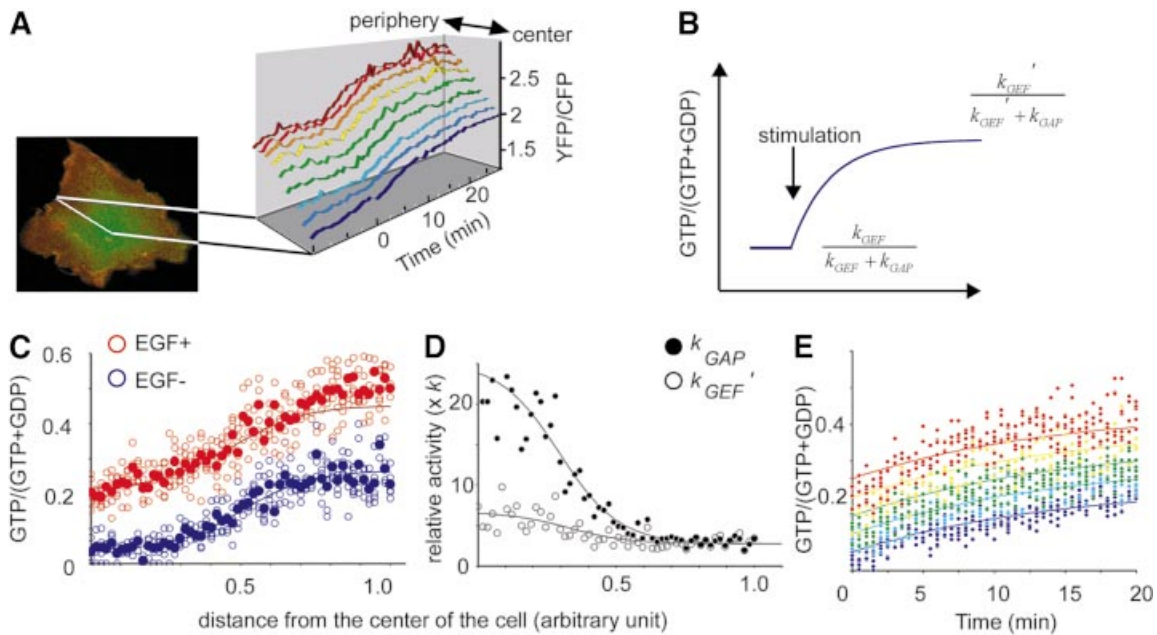 A
periphery
center
2.5
2
1.5
YFP/CFP
0
10
20
Time (min)
B
GTP/(GTP+GDP)
stimulation
k_GEF'
k_GEF' + k_GAP
k_GEF
k_GEF + k_GAP
C
EGF+
EGF-
GTP/(GTP+GDP)
0.6
0.4
0.2
0
0.5
1.0
D
k_GAP
k_GEF'
relative activity (x k)
20
10
0
0
0.5
1.0
distance from the center of the cell (arbitrary unit)
E
GTP/(GTP+GDP)
0.4
0.2
0
5
10
15
20
Time (min)